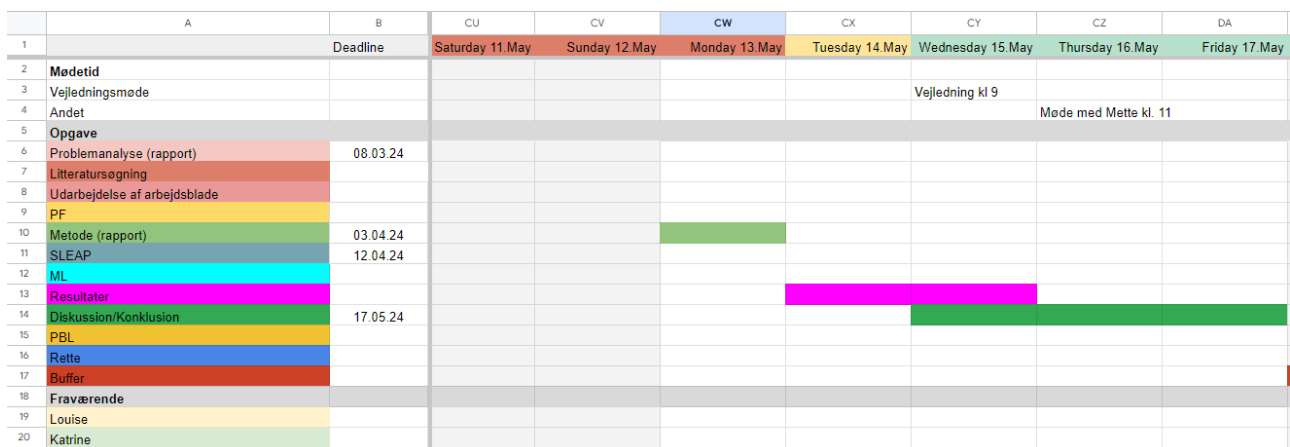 A B CU CV CW CX CY CZ DA
1 Deadline Saturday 11.May Sunday 12.May Monday 13.May Tuesday 14.May Wednesday 15.May Thursday 16.May Friday 17.May
2 Mødetid
3 Vejledningsmøde Vejledning kl 9
4 Andet Møde med Mette kl. 11
5 Opgave
6 Problemanalyse (rapport) 08.03.24
7 Litteratursøgning
8 Udarbejdelse af arbejdsblade
9 PF
10 Metode (rapport) 03.04.24
11 SLEAP 12.04.24
12 ML
13 Resultater
14 Diskussion/Konklusion 17.05.24
15 PBL
16 Rette
17 Buffer
18 Fraværende
19 Louise
20 Katrine